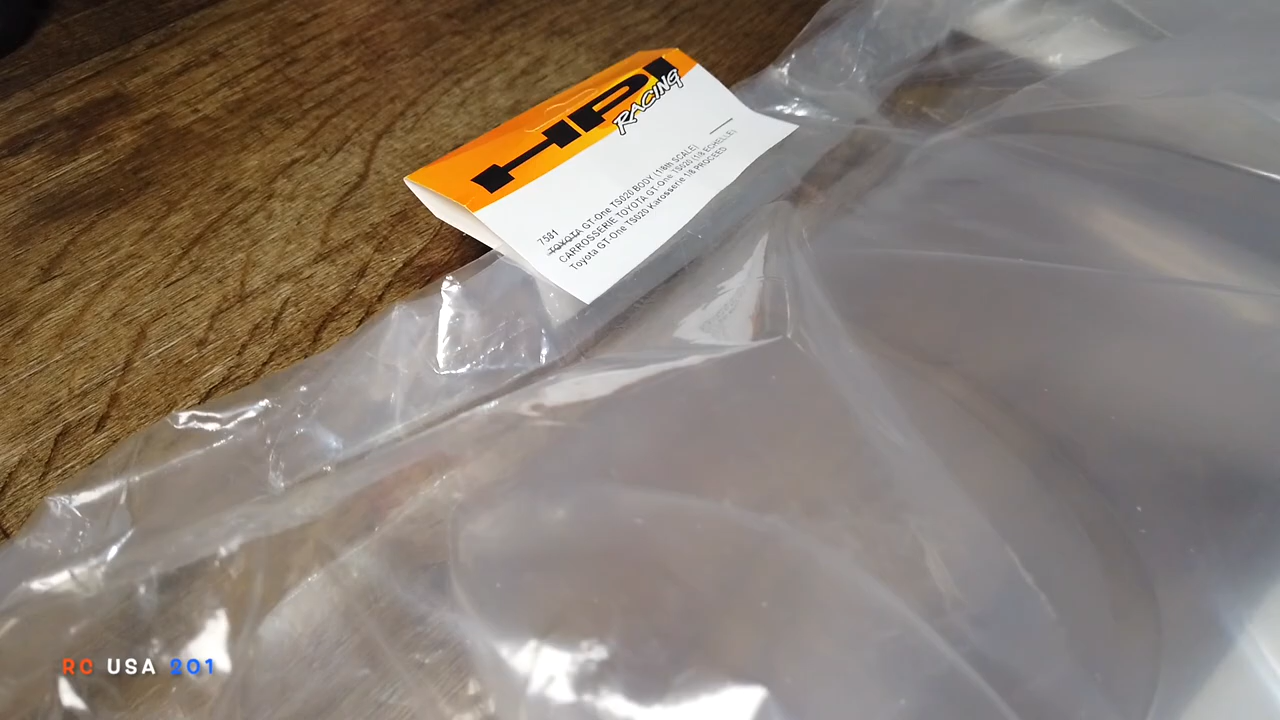 HPI
RACING
7581
TOYOTA GT-One TS020 BODY (1/8th SCALE)
CARROSSERIE TOYOTA GT-One TS020 (1/8 ECHELLE)
Toyota GT-One TS020 Karosserie 1/8 PROCEED
RC USA 201